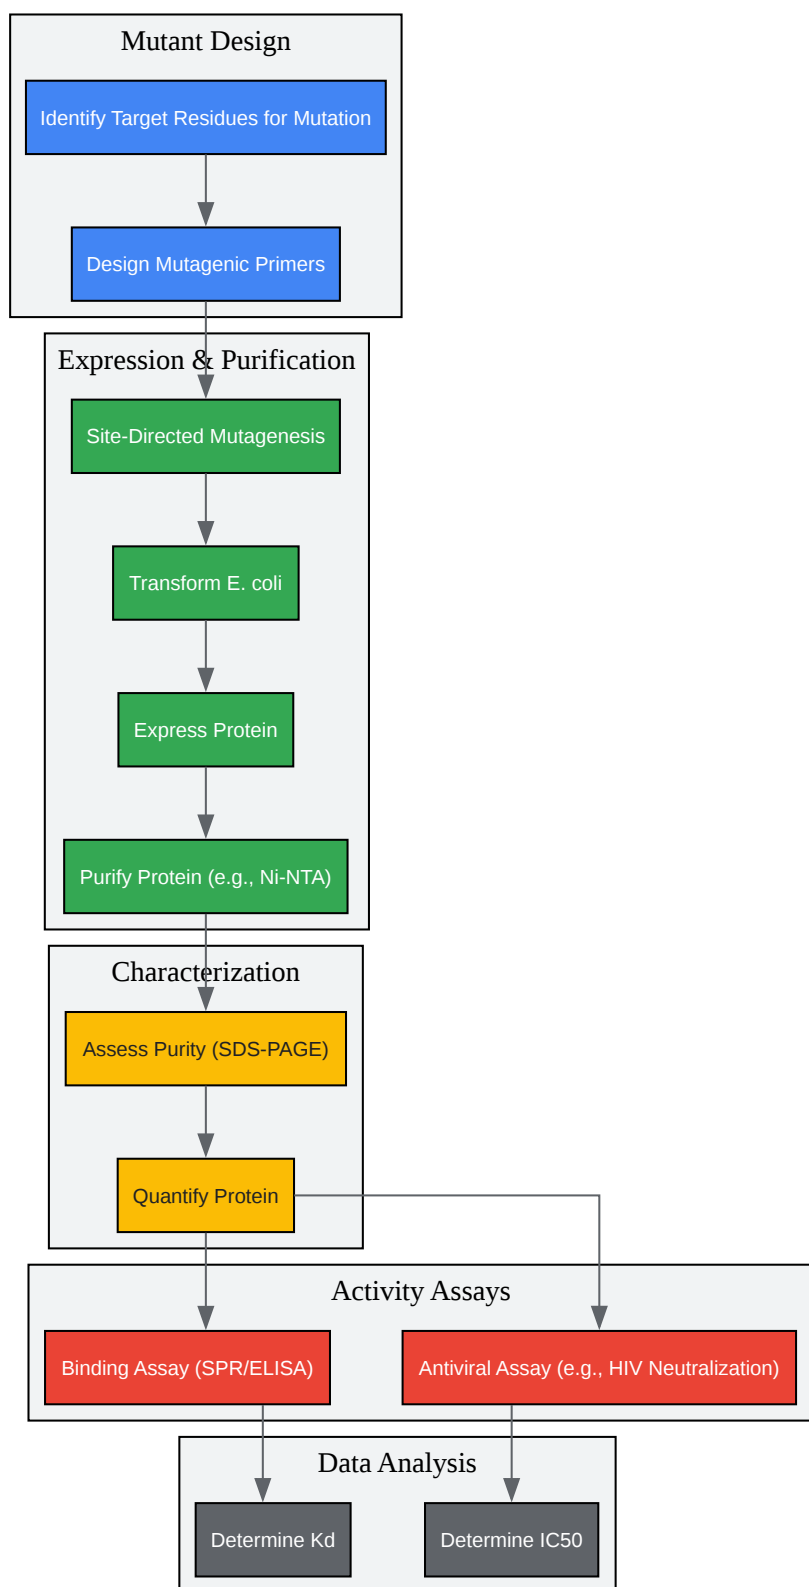 Mutant Design
Identify Target Residues for Mutation
Design Mutagenic Primers
Expression & Purification
Site-Directed Mutagenesis
Transform E. coli
Express Protein
Purify Protein (e.g., Ni-NTA)
Characterization
Assess Purity (SDS-PAGE)
Quantify Protein
Activity Assays
Binding Assay (SPR/ELISA)
Antiviral Assay (e.g., HIV Neutralization)
Data Analysis
Determine Kd
Determine IC50